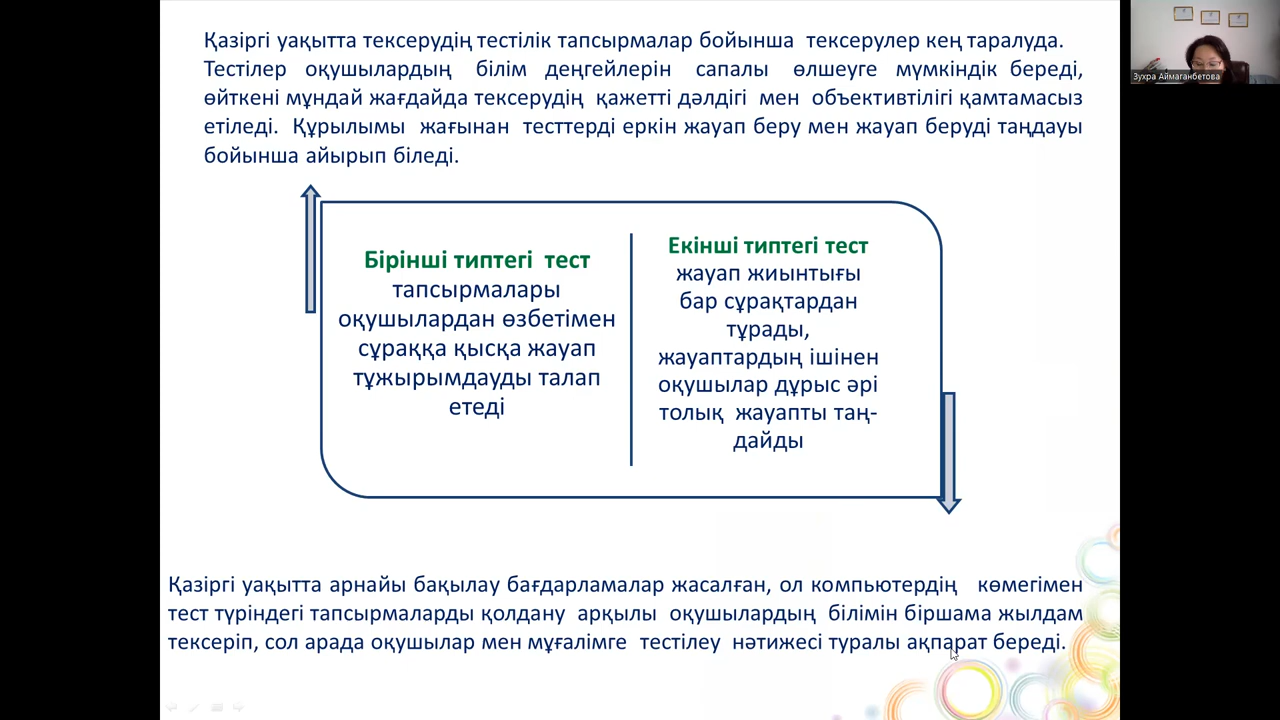 Қазіргі уақытта тексерудің тестілік тапсырмалар бойынша тексерулер кең таралуда.
Тестілер оқушылардың білім деңгейлерін сапалы өлшеуге мүмкіндік береді,
өйткені мұндай жағдайда тексерудің қажетті дәлдігі мен объективтілігі қамтамасыз
етіледі. Құрылымы жағынан тесттерді еркін жауап беру мен жауап беруді таңдауы
бойынша айырып біледі.
Бірінші типтегі тест
тапсырмалары
оқушылардан өзбетімен
сұраққа қысқа жауап
тұжырымдауды талап
етеді
Екінші типтегі тест
жауап жиынтығы
бар сұрақтардан
тұрады,
жауаптардың ішінен
оқушылар дұрыс әрі
толық жауапты таң-
дайды
Қазіргі уақытта арнайы бақылау бағдарламалар жасалған, ол компьютердің көмегімен
тест түріндегі тапсырмаларды қолдану арқылы оқушылардың білімін біршама жылдам
тексеріп, сол арада оқушылар мен мұғалімге тестілеу нәтижесі туралы ақпарат береді.
Зухра Аймаганбетова